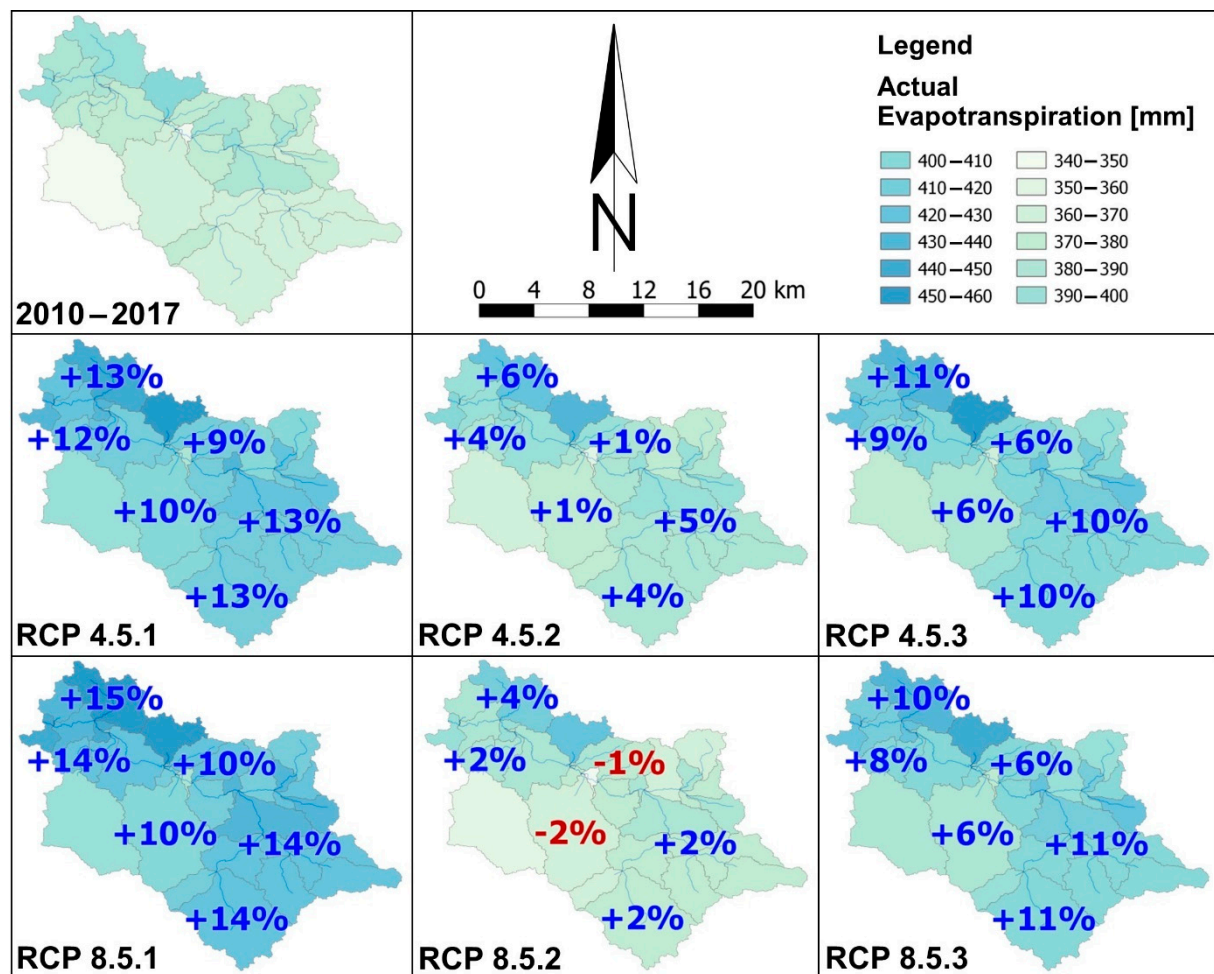 2010–2017
N
0 4 8 12 16 20 km
Legend
Actual
Evapotranspiration [mm]
400–410 340–350
410–420 350–360
420–430 360–370
430–440 370–380
440–450 380–390
450–460 390–400
+13%
+12% +9%
+10% +13%
+13%
RCP 4.5.1
+6%
+4% +1%
+1% +5%
+4%
RCP 4.5.2
+11%
+9% +6%
+6% +10%
+10%
RCP 4.5.3
+15%
+14% +10%
+10% +14%
+14%
RCP 8.5.1
+4%
+2% -1%
-2% +2%
+2%
RCP 8.5.2
+10%
+8% +6%
+6% +11%
+11%
RCP 8.5.3